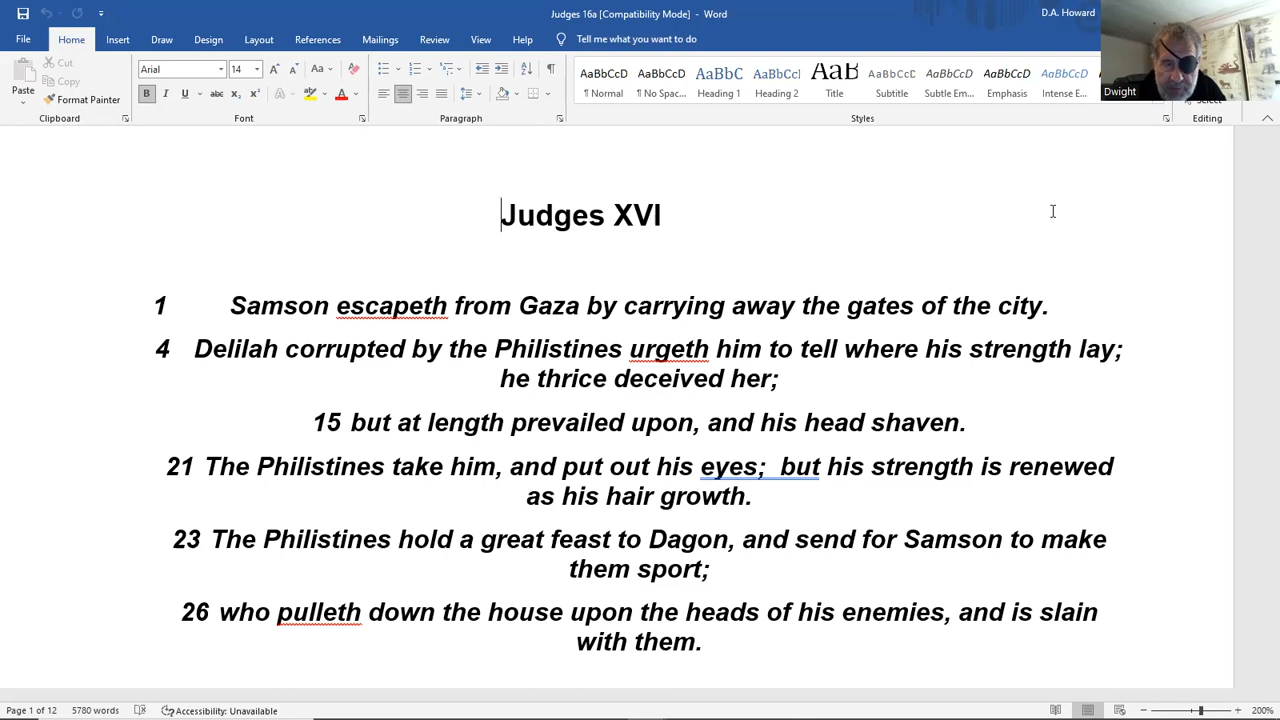 Judges 16a [Compatibility Mode] - Word
D.A. Howard
File Home Insert Draw Design Layout References Mailings Review View Help Tell me what you want to do
Paste
Cut
Copy
Format Painter
Clipboard
Arial 14
Font
Paragraph
AaBbCcD AaBbCcD AaBbC AaBbCcI AaB AaBbCcD AaBbCcD AaBbCcD AaBbCcD
¶ Normal ¶ No Spac... Heading 1 Heading 2 Title Subtitle Subtle Em... Emphasis Intense E...
Styles
Dwight
Select
Editing
Judges XVI
1 Samson escapeth from Gaza by carrying away the gates of the city.
4 Delilah corrupted by the Philistines urgeth him to tell where his strength lay;
he thrice deceived her;
15 but at length prevailed upon, and his head shaven.
21 The Philistines take him, and put out his eyes; but his strength is renewed
as his hair growth.
23 The Philistines hold a great feast to Dagon, and send for Samson to make
them sport;
26 who pulleth down the house upon the heads of his enemies, and is slain
with them.
Page 1 of 12 5780 words Accessibility: Unavailable 200%